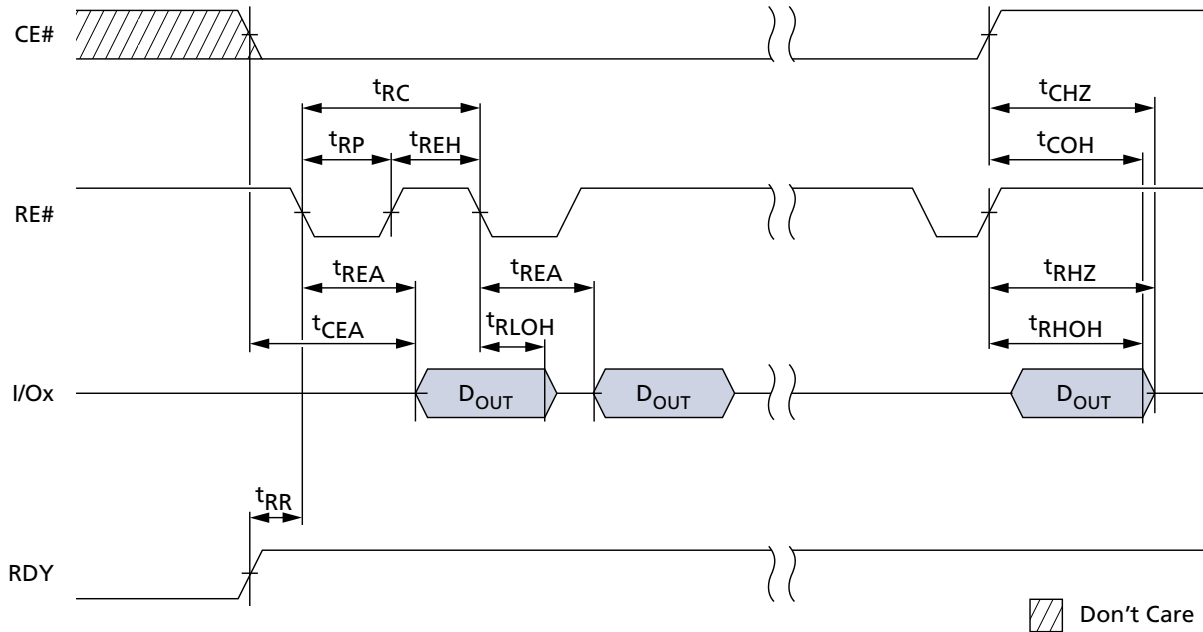 CE#
tRC
tCHZ
tRP
tREH
tCOH
RE#
tREA
tREA
tRHZ
tCEA
tRLOH
tRHOH
I/Ox
DOUT
DOUT
DOUT
tRR
RDY
Don't Care